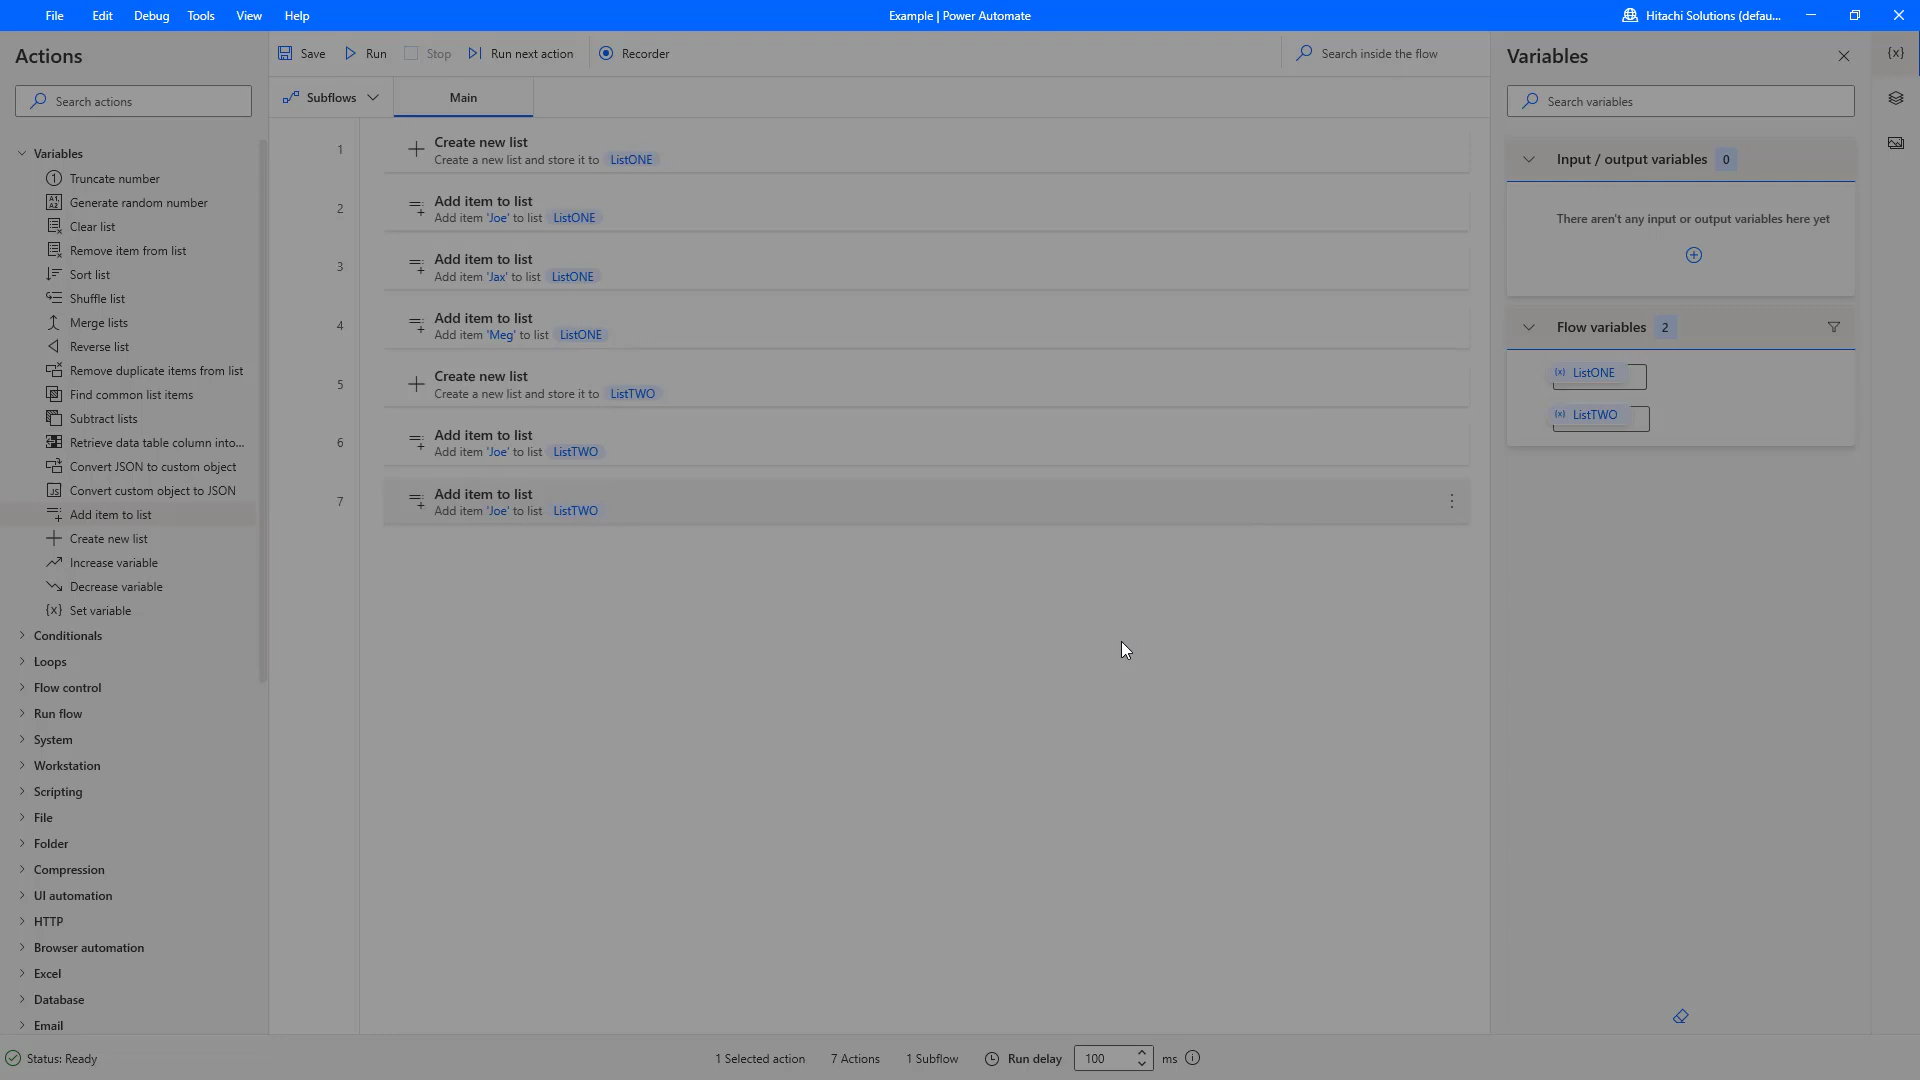 File Edit Debug Tools View Help
Example | Power Automate
Hitachi Solutions (defau...
Actions
Search actions
Variables
Truncate number
Generate random number
Clear list
Remove item from list
Sort list
Shuffle list
Merge lists
Reverse list
Remove duplicate items from list
Find common list items
Subtract lists
Retrieve data table column into...
Convert JSON to custom object
Convert custom object to JSON
Add item to list
Create new list
Increase variable
Decrease variable
{x} Set variable
Conditionals
Loops
Flow control
Run flow
System
Workstation
Scripting
File
Folder
Compression
UI automation
HTTP
Browser automation
Excel
Database
Email
Save Run Stop Run next action Recorder
Search inside the flow
Subflows
Main
1
Create new list
Create a new list and store it to ListONE
2
Add item to list
Add item 'Joe' to list ListONE
3
Add item to list
Add item 'Jax' to list ListONE
4
Add item to list
Add item 'Meg' to list ListONE
5
Create new list
Create a new list and store it to ListTWO
6
Add item to list
Add item 'Joe' to list ListTWO
7
Add item to list
Add item 'Joe' to list ListTWO
Variables
{x}
Search variables
Input / output variables 0
There aren't any input or output variables here yet
Flow variables 2
(x) ListONE
(x) ListTWO
Status: Ready
1 Selected action
7 Actions
1 Subflow
Run delay 100 ms